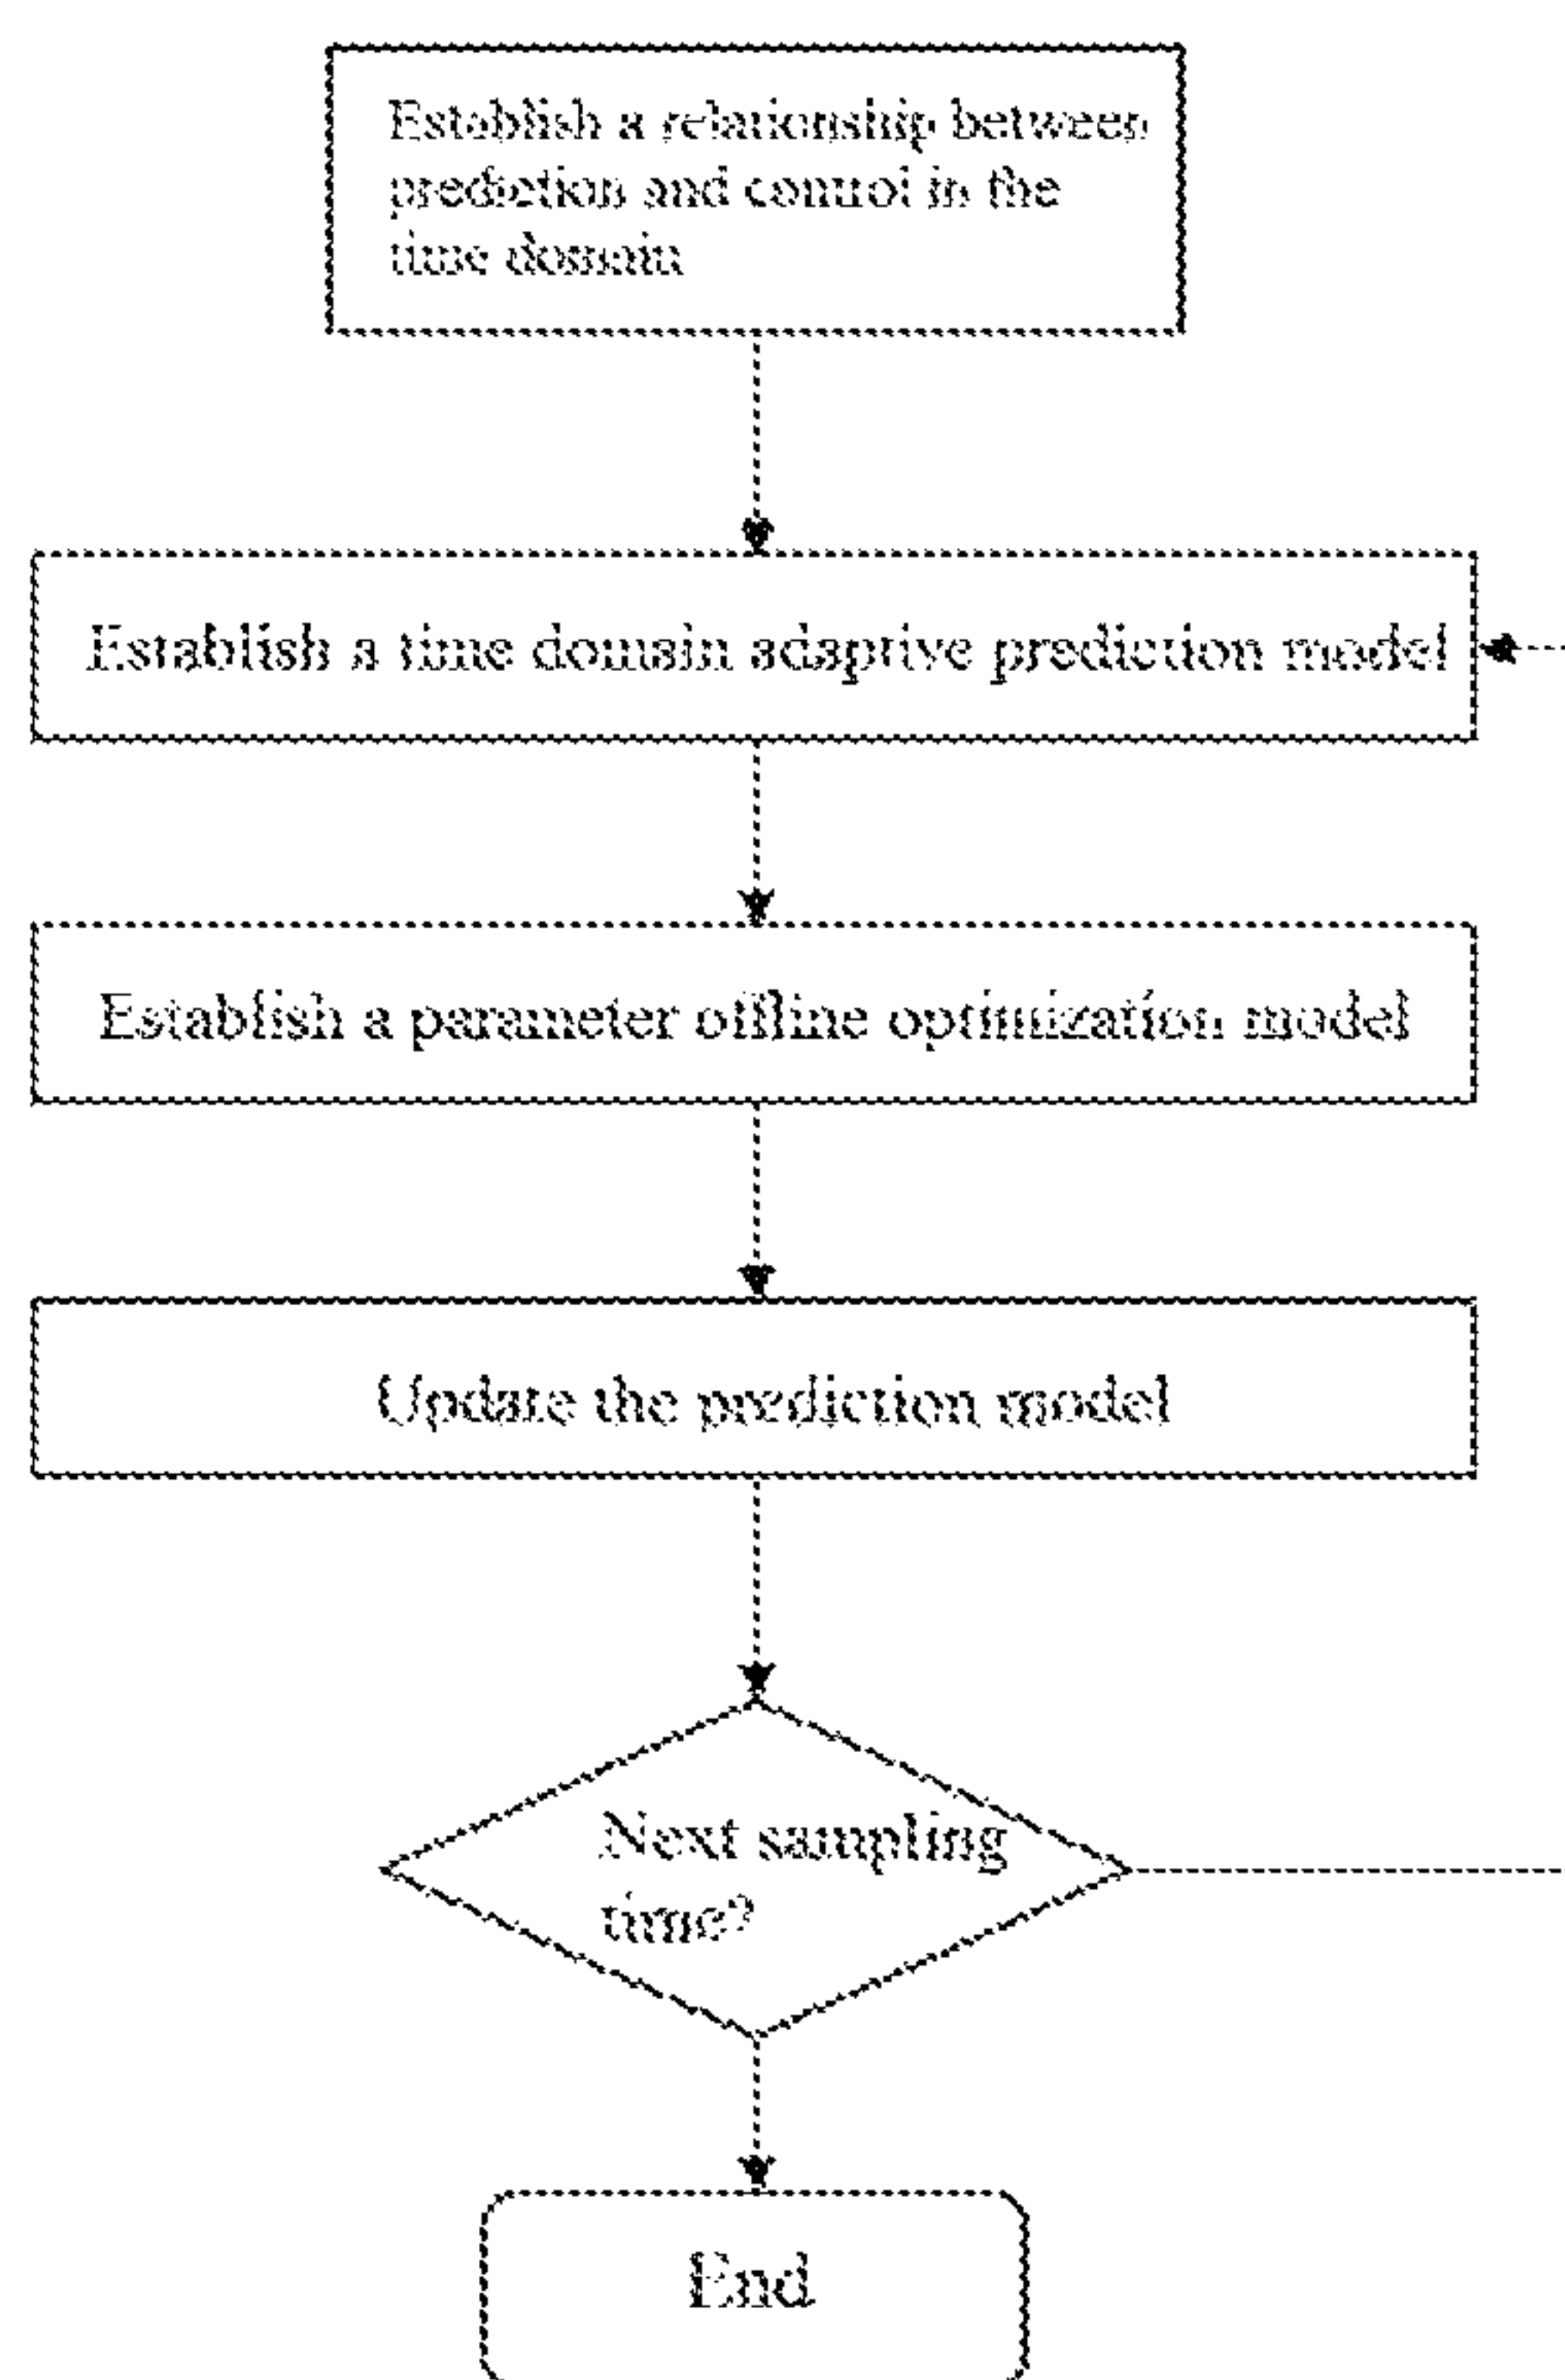 Establish a relationship between
prediction and control in the
time domain
Establish a time domain adaptive prediction model
Establish a parameter offline optimization model
Update the prediction model
Next sampling
time?
End